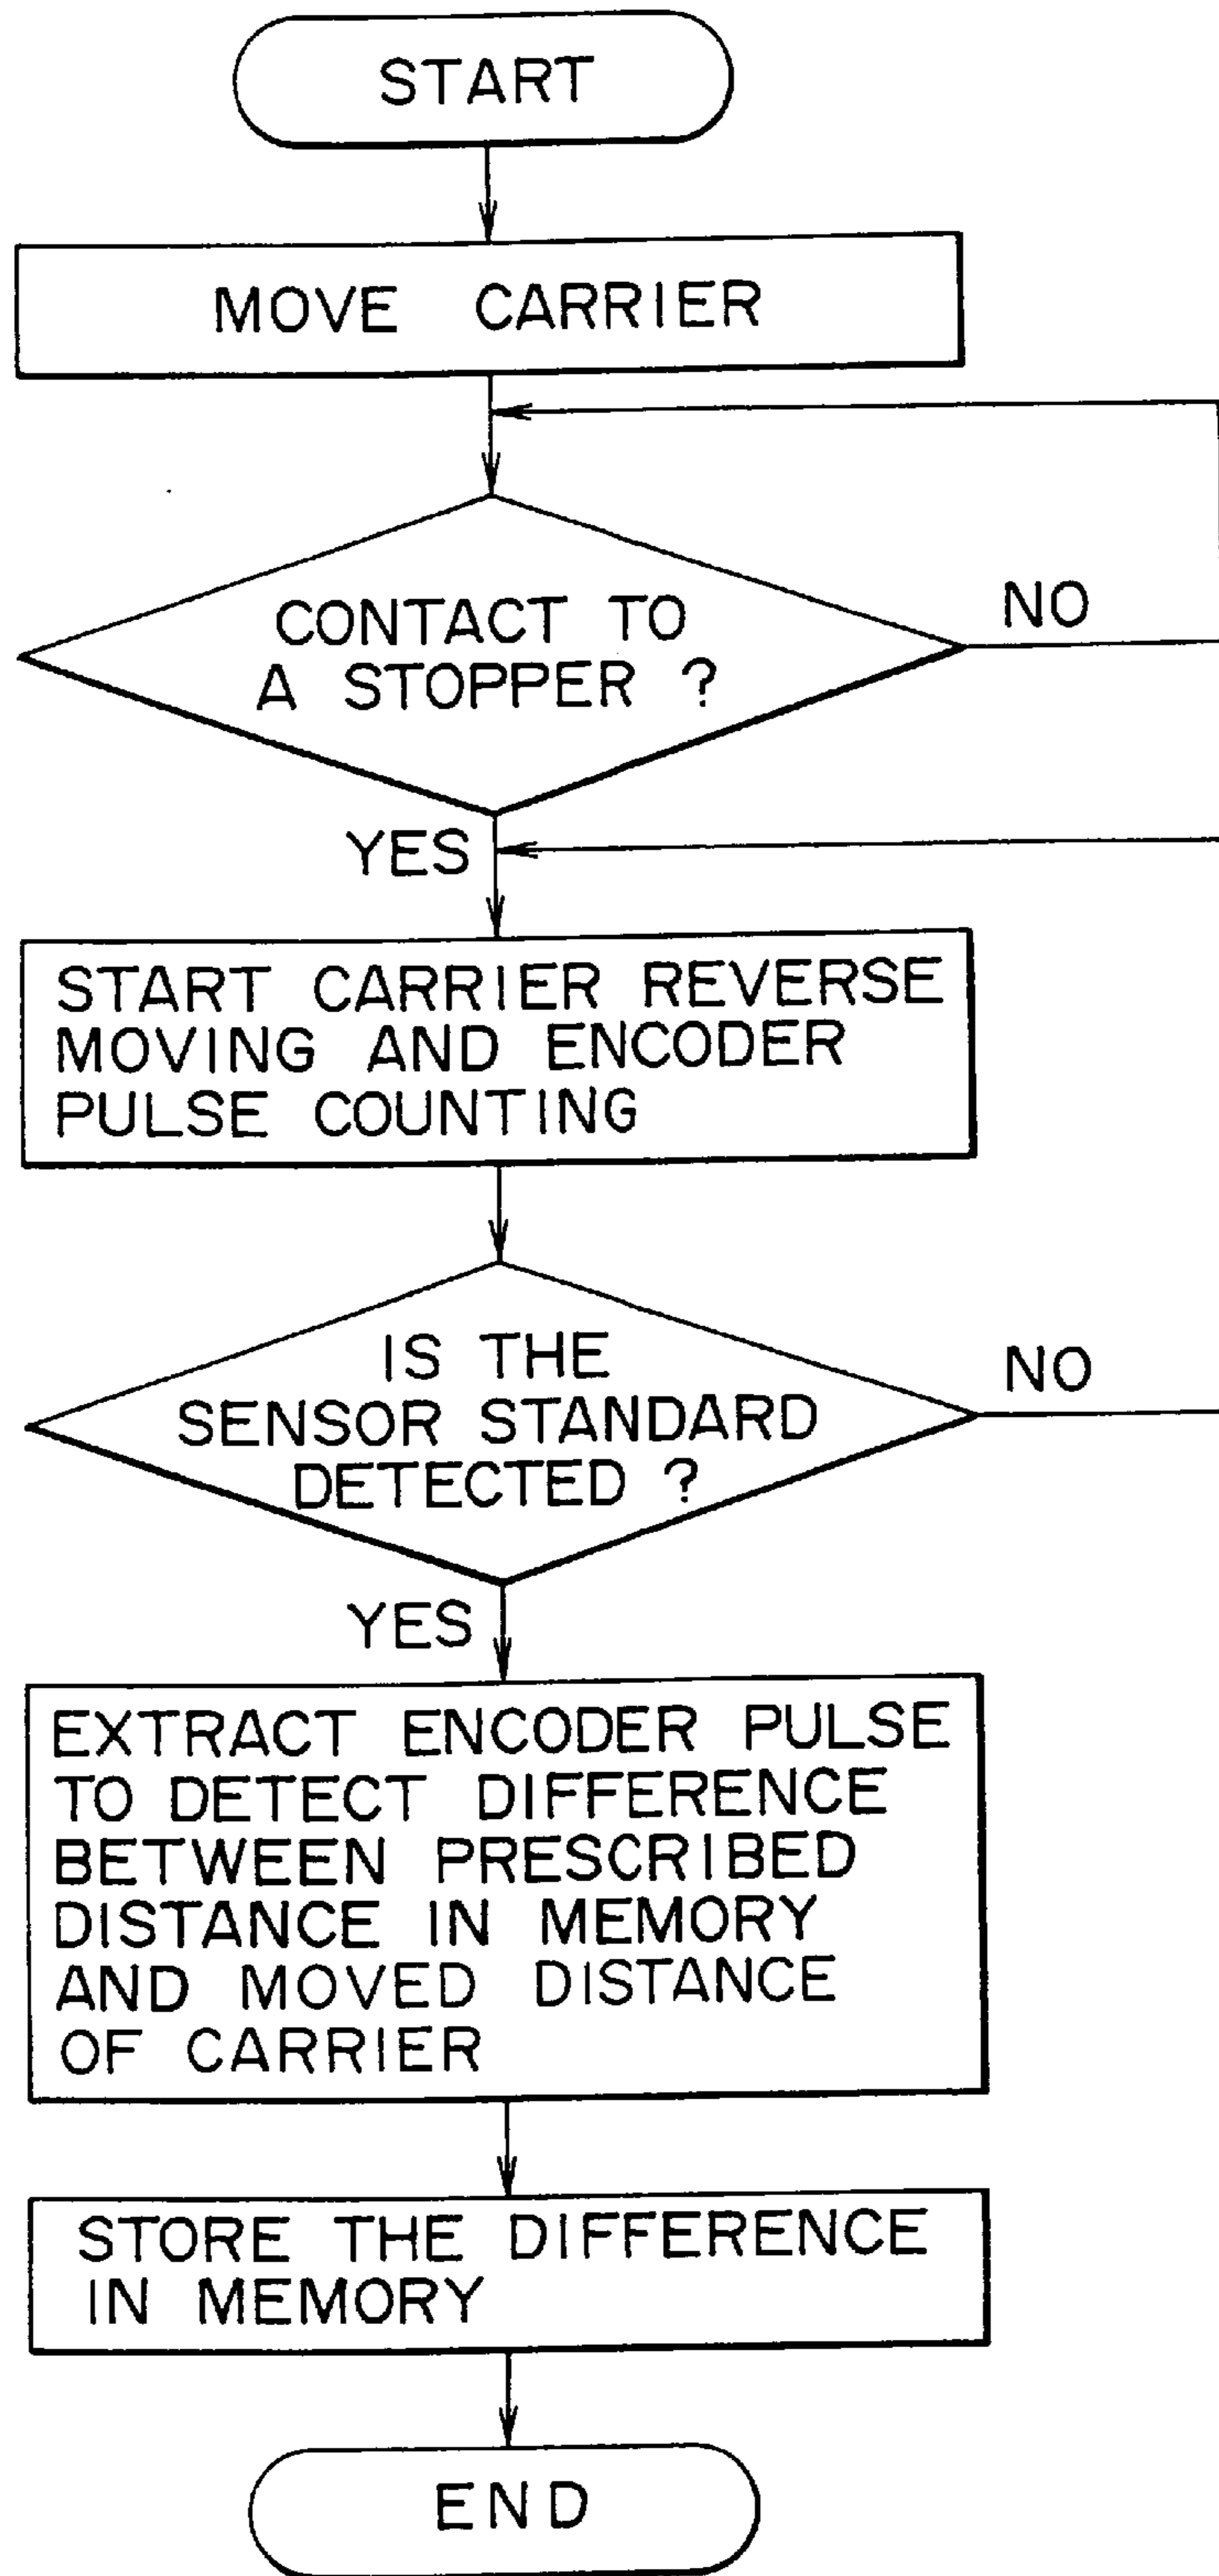 START
MOVE CARRIER
CONTACT TO
A STOPPER ?
NO
YES
START CARRIER REVERSE
MOVING AND ENCODER
PULSE COUNTING
IS THE
SENSOR STANDARD
DETECTED ?
NO
YES
EXTRACT ENCODER PULSE
TO DETECT DIFFERENCE
BETWEEN PRESCRIBED
DISTANCE IN MEMORY
AND MOVED DISTANCE
OF CARRIER
STORE THE DIFFERENCE
IN MEMORY
END